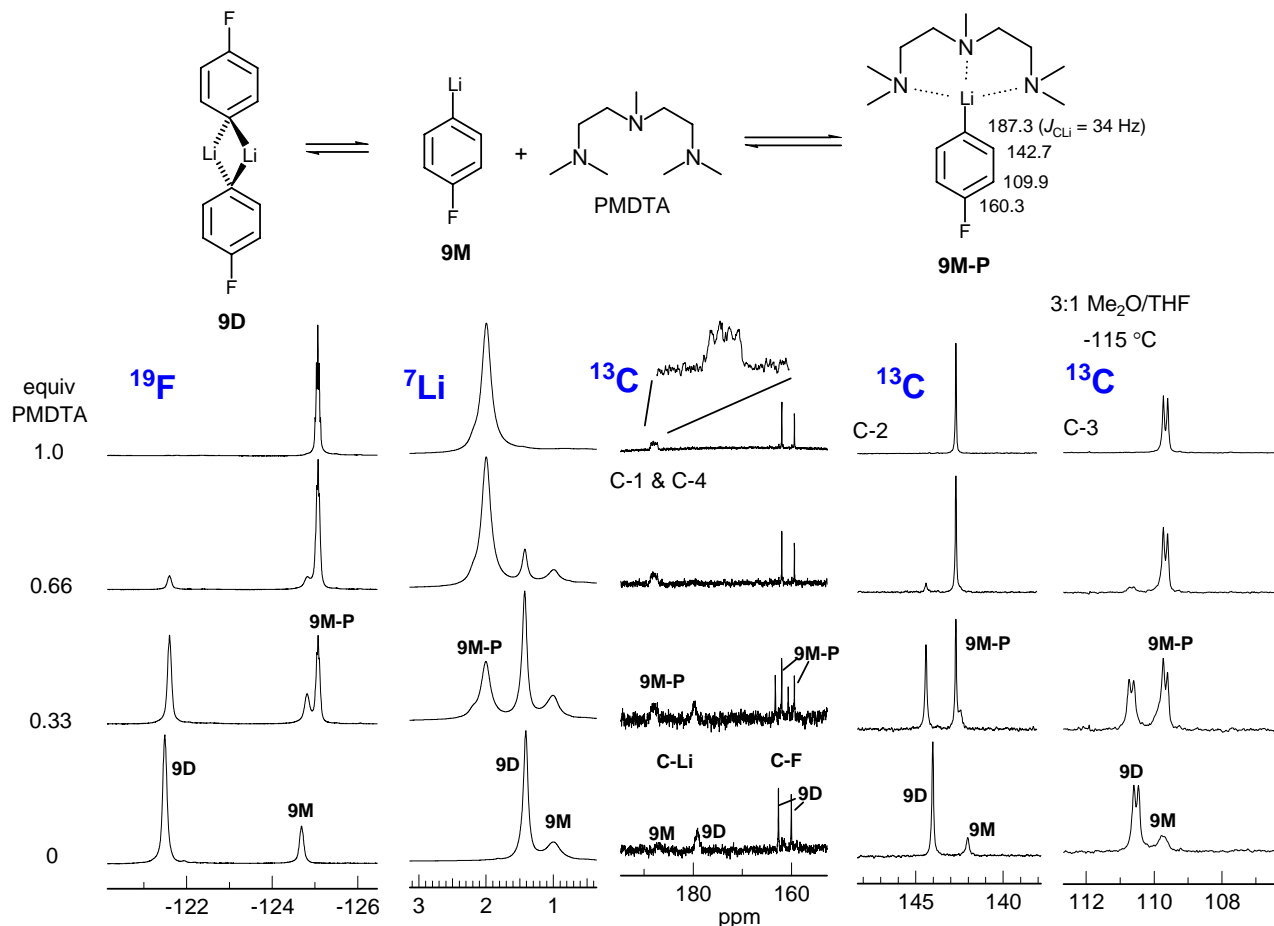 F
Li Li
F
9D
Li
F
9M
+
N
N N
PMDTA
N
N N
Li
187.3 (JCLi = 34 Hz)
142.7
109.9
160.3
F
9M-P
3:1 Me2O/THF
-115 °C
equiv
PMDTA
19F
7Li
13C
13C
13C
1.0
C-1 & C-4
C-2
C-3
0.66
0.33
9M-P
9M-P
9M-P
9M-P
9M-P
9M-P
0
9D
9M
9D
9M
C-Li
C-F
9M
9D
9D
9D
9M
9D
9M
-122 -124 -126
3 2 1
180 160
ppm
145 140
112 110 108